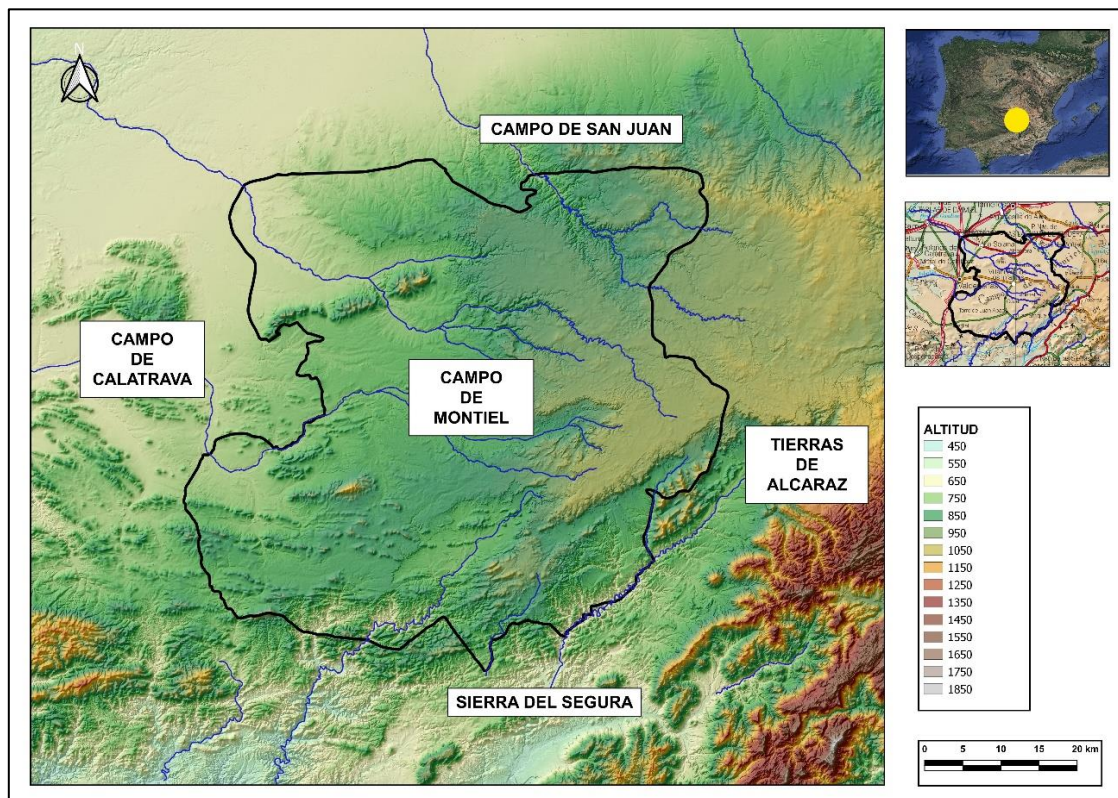 N
CAMPO DE SAN JUAN
CAMPO
DE
CALATRAVA
CAMPO
DE
MONTIEL
TIERRAS
DE
ALCARAZ
SIERRA DEL SEGURA
ALTITUD
450
550
650
750
850
950
1050
1150
1250
1350
1450
1550
1650
1750
1850
0 5 10 15 20 km